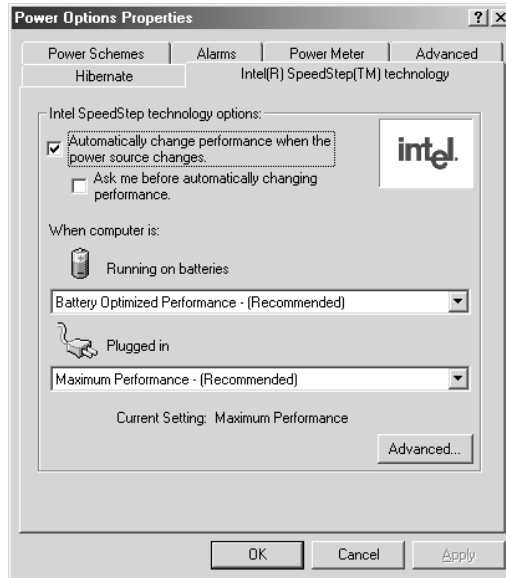 Power Options Properties
Power Schemes Alarms Power Meter Advanced
Hibernate Intel(R) SpeedStep(TM) technology
Intel SpeedStep technology options:
Automatically change performance when the
power source changes.
intel.
Ask me before automatically changing
performance.
When computer is:
Running on batteries
Battery Optimized Performance - (Recommended)
Plugged in
Maximum Performance - (Recommended)
Current Setting: Maximum Performance
Advanced...
OK Cancel Apply